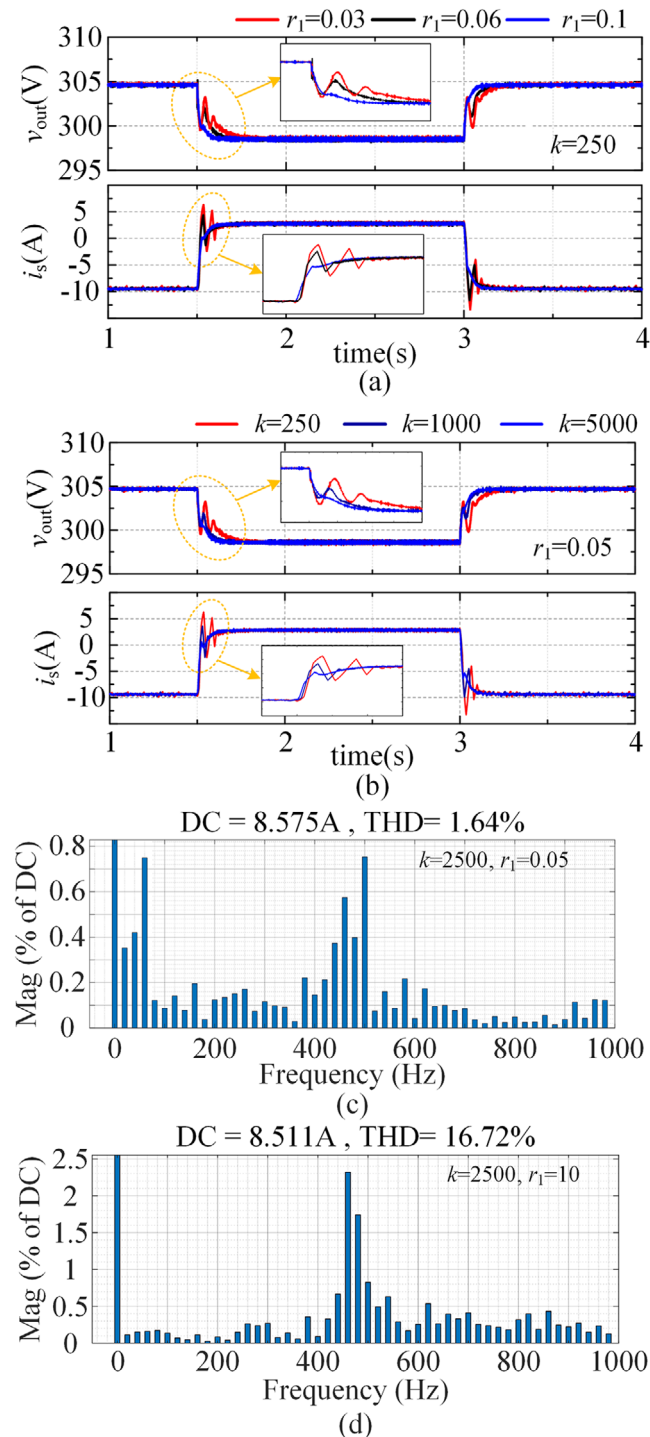 r1=0.03 r1=0.06 r1=0.1
310
305
300
295
vout(V)
k=250
5
0
-5
-10
is(A)
1 2 3 4
time(s)
(a)
k=250 k=1000 k=5000
310
305
300
295
vout(V)
r1=0.05
5
0
-5
-10
is(A)
1 2 3 4
time(s)
(b)
DC = 8.575A , THD= 1.64%
k=2500, r1=0.05
0.8
0.6
0.4
0.2
0
Mag (% of DC)
0 200 400 600 800 1000
Frequency (Hz)
(c)
DC = 8.511A , THD= 16.72%
k=2500, r1=10
2.5
2
1.5
1
0.5
0
Mag (% of DC)
0 200 400 600 800 1000
Frequency (Hz)
(d)